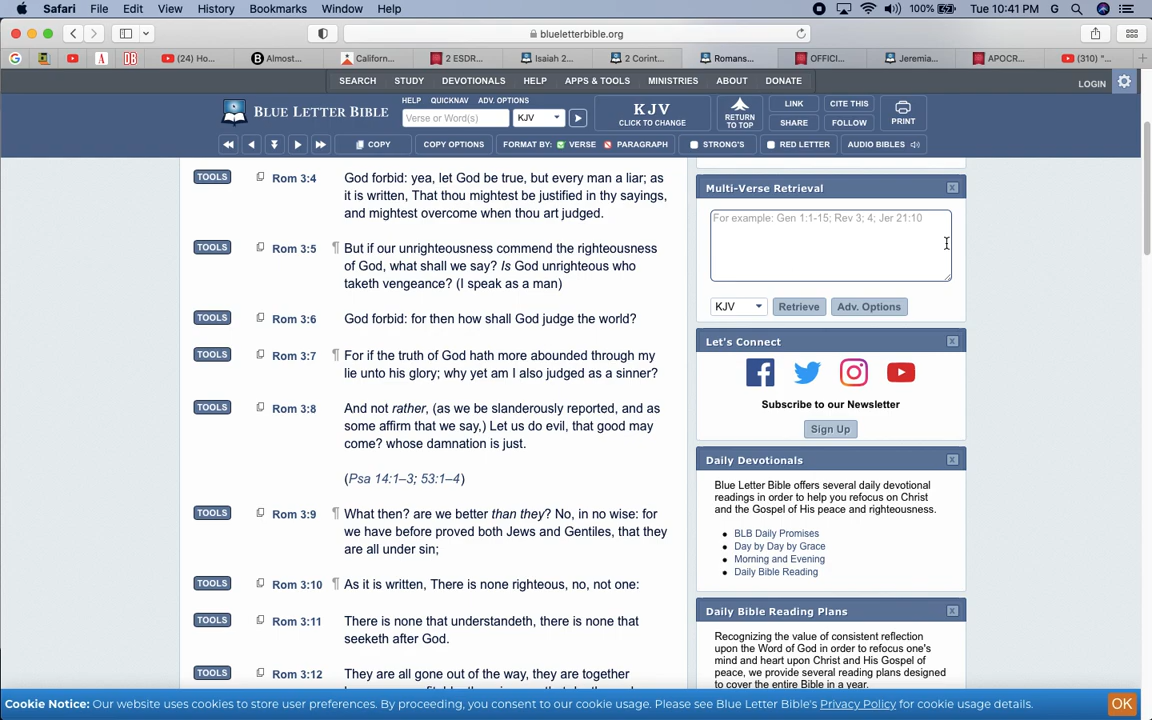 Safari File Edit View History Bookmarks Window Help 100% Tue 10:41 PM G
blueletterbible.org
(24) Ho... Almost... Californ... 2 ESDR... Isaiah 2... 2 Corint... Romans... OFFICI... Jeremia... APOCR... (310) "...
SEARCH STUDY DEVOTIONALS HELP APPS & TOOLS MINISTRIES ABOUT DONATE LOGIN
BLUE LETTER BIBLE
HELP QUICKNAV ADV. OPTIONS
Verse or Word(s) KJV
KJV
CLICK TO CHANGE
RETURN
TO TOP
LINK CITE THIS
SHARE FOLLOW
PRINT
COPY COPY OPTIONS FORMAT BY: VERSE PARAGRAPH STRONG'S RED LETTER AUDIO BIBLES
TOOLS Rom 3:4 God forbid: yea, let God be true, but every man a liar; as
it is written, That thou mightest be justified in thy sayings,
and mightest overcome when thou art judged.
TOOLS Rom 3:5 ¶ But if our unrighteousness commend the righteousness
of God, what shall we say? Is God unrighteous who
taketh vengeance? (I speak as a man)
TOOLS Rom 3:6 God forbid: for then how shall God judge the world?
TOOLS Rom 3:7 ¶ For if the truth of God hath more abounded through my
lie unto his glory; why yet am I also judged as a sinner?
TOOLS Rom 3:8 And not rather, (as we be slanderously reported, and as
some affirm that we say,) Let us do evil, that good may
come? whose damnation is just.
(Psa 14:1–3; 53:1–4)
TOOLS Rom 3:9 ¶ What then? are we better than they? No, in no wise: for
we have before proved both Jews and Gentiles, that they
are all under sin;
TOOLS Rom 3:10 ¶ As it is written, There is none righteous, no, not one:
TOOLS Rom 3:11 There is none that understandeth, there is none that
seeketh after God.
TOOLS Rom 3:12 They are all gone out of the way, they are together
Multi-Verse Retrieval
For example: Gen 1:1-15; Rev 3; 4; Jer 21:10
KJV Retrieve Adv. Options
Let's Connect
Subscribe to our Newsletter
Sign Up
Daily Devotionals
Blue Letter Bible offers several daily devotional
readings in order to help you refocus on Christ
and the Gospel of His peace and righteousness.
BLB Daily Promises
Day by Day by Grace
Morning and Evening
Daily Bible Reading
Daily Bible Reading Plans
Recognizing the value of consistent reflection
upon the Word of God in order to refocus one's
mind and heart upon Christ and His Gospel of
peace, we provide several reading plans designed
to cover the entire Bible in a year.
Cookie Notice: Our website uses cookies to store user preferences. By proceeding, you consent to our cookie usage. Please see Blue Letter Bible's Privacy Policy for cookie usage details. OK